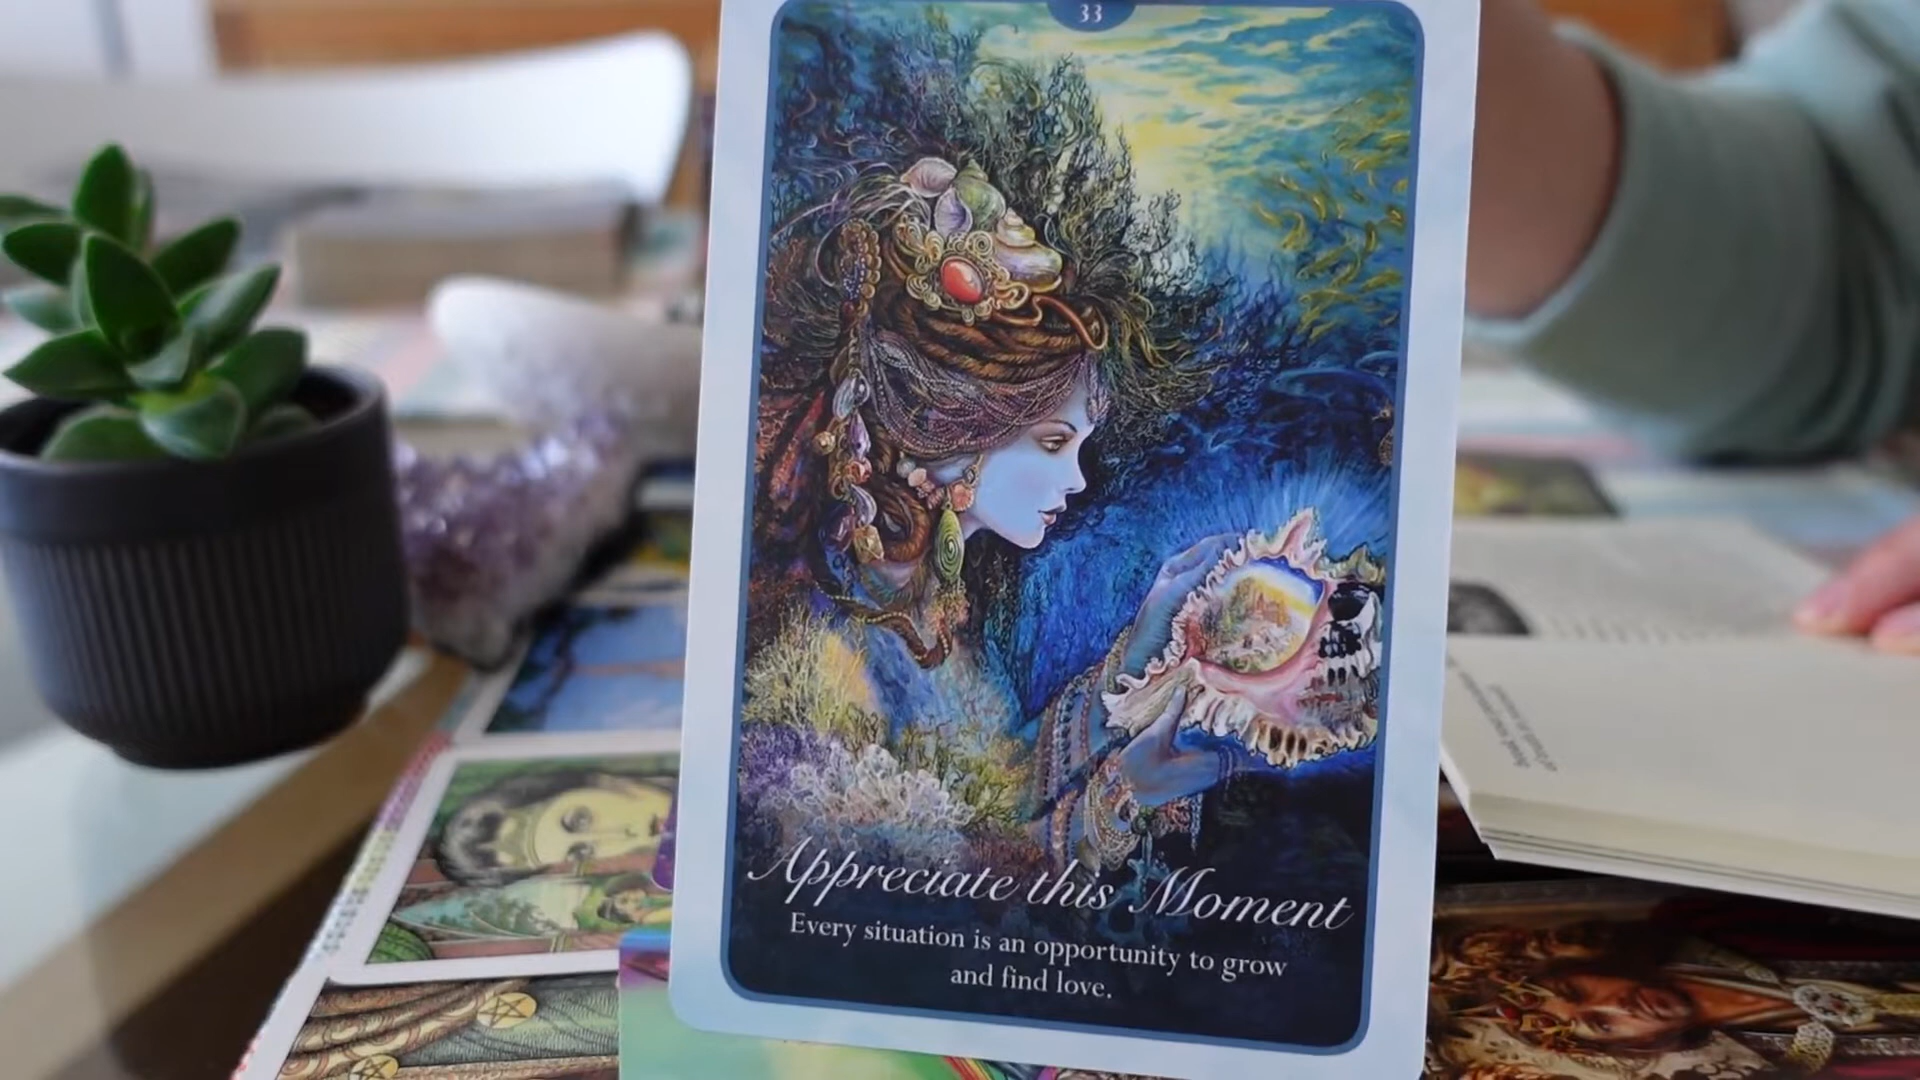 33
Appreciate this Moment
Every situation is an opportunity to grow
and find love.